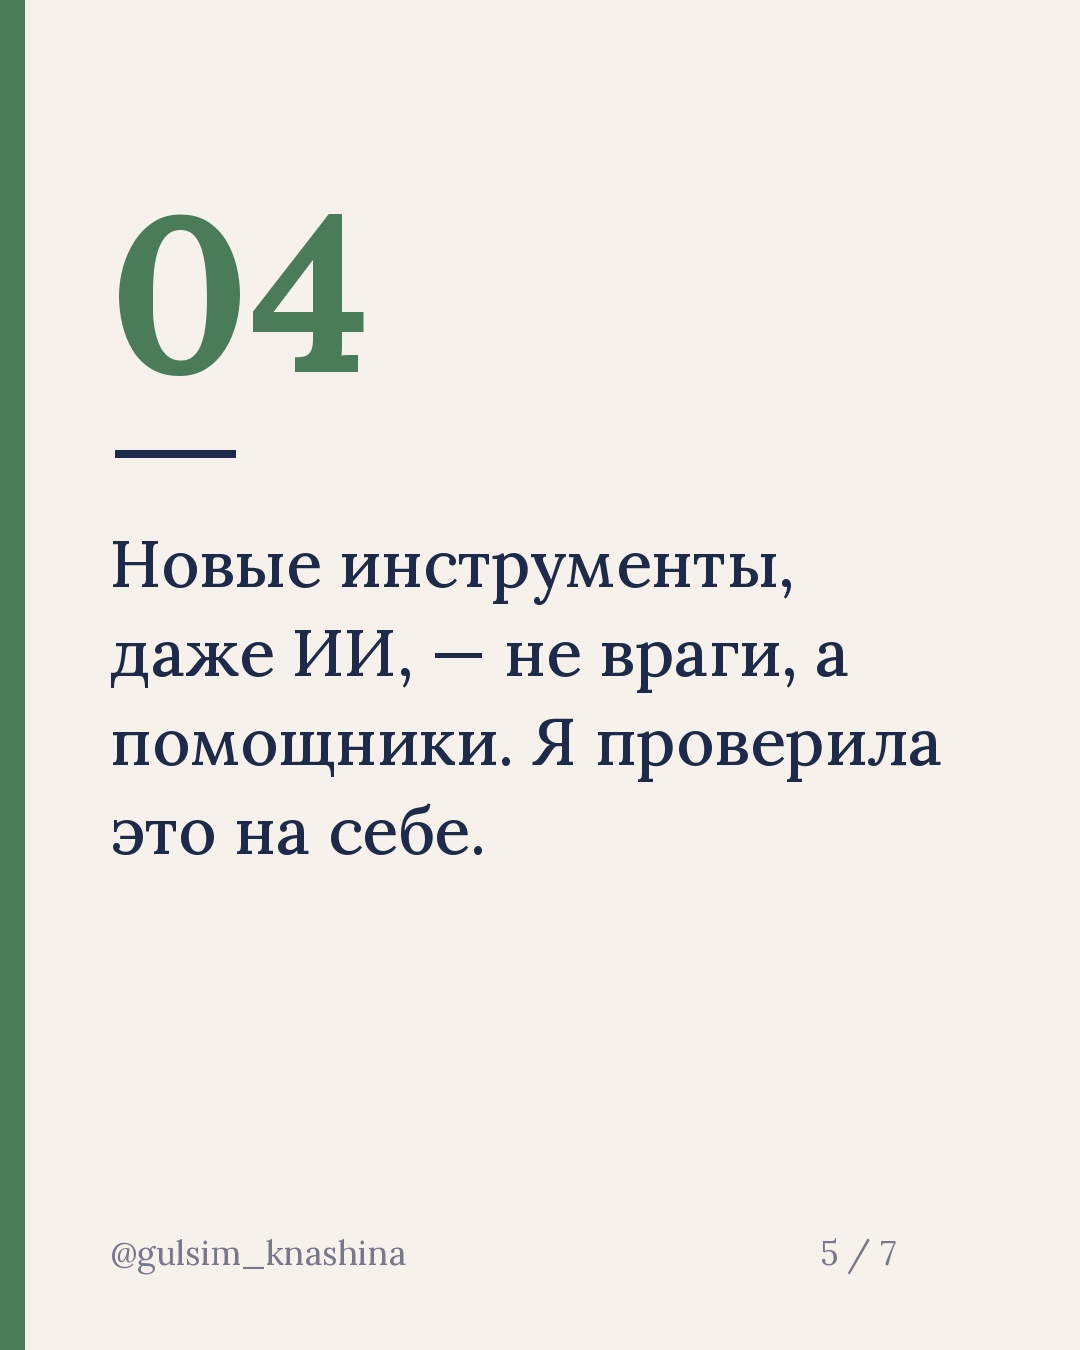 04
Новые инструменты,
даже ИИ, — не враги, а
помощники. Я проверила
это на себе.
@gulsim_knashina
5 / 7